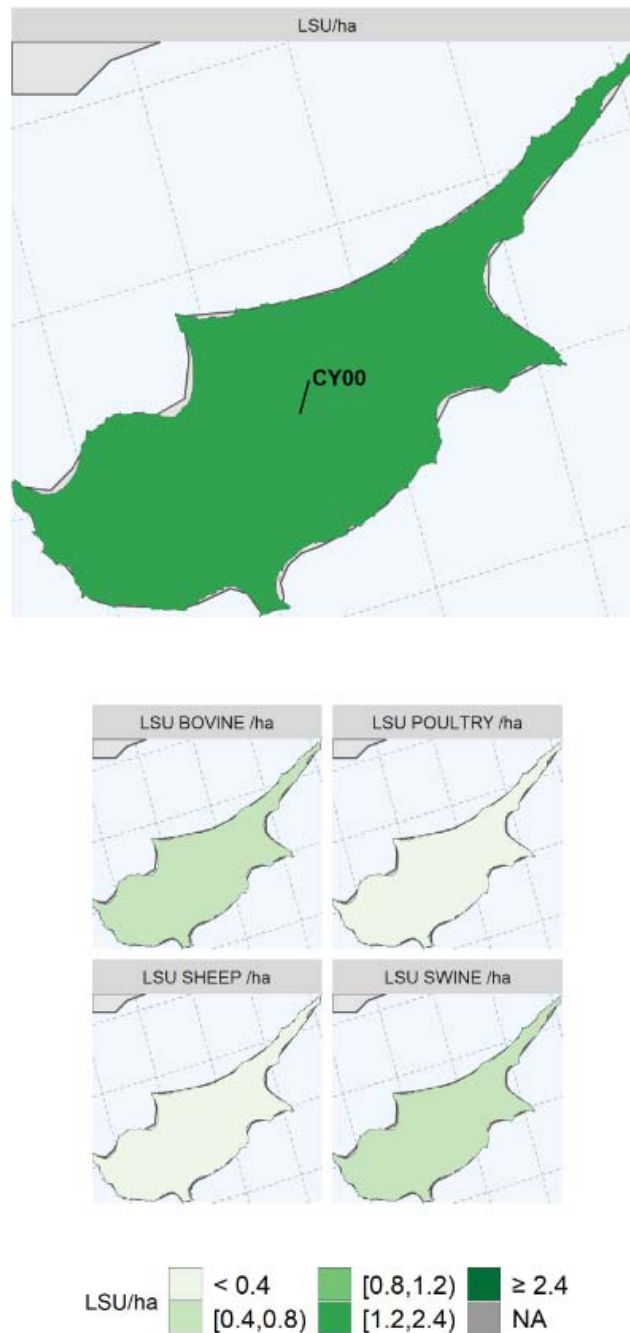 LSU/ha
CY00
LSU BOVINE /ha
LSU POULTRY /ha
LSU SHEEP /ha
LSU SWINE /ha
LSU/ha
< 0.4
[0.8,1.2)
≥ 2.4
[0.4,0.8)
[1.2,2.4)
NA